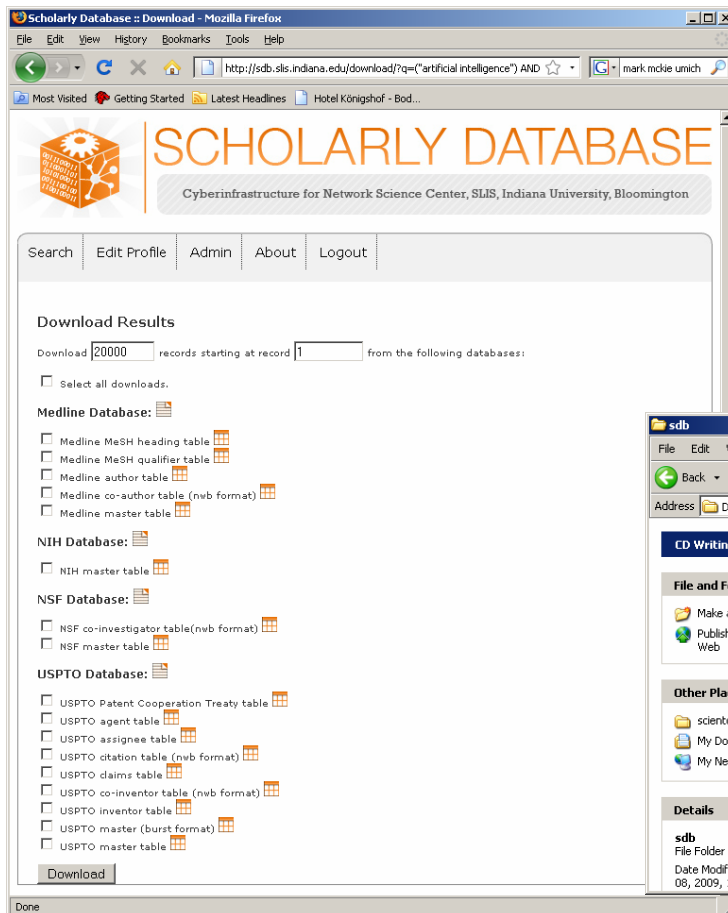 Scholarly Database :: Download - Mozilla Firefox
File Edit View History Bookmarks Tools Help
http://sdb.slis.indiana.edu/download/?q=("artificial intelligence") AND
G mark mckie umich
Most Visited Getting Started Latest Headlines Hotel Königshof - Bod...
SCHOLARLY DATABASE
Cyberinfrastructure for Network Science Center, SLIS, Indiana University, Bloomington
Search Edit Profile Admin About Logout
Download Results
Download 20000 records starting at record 1 from the following databases:
Select all downloads.
Medline Database:
Medline MeSH heading table
Medline MeSH qualifier table
Medline author table
Medline co-author table (nwb format)
Medline master table
NIH Database:
NIH master table
NSF Database:
NSF co-investigator table(nwb format)
NSF master table
USPTO Database:
USPTO Patent Cooperation Treaty table
USPTO agent table
USPTO assignee table
USPTO citation table (nwb format)
USPTO claims table
USPTO co-inventor table (nwb format)
USPTO inventor table
USPTO master (burst format)
USPTO master table
Download
Done
sdb
File Edit
Back
Address D
CD Writin
File and F
Make a
Publish
Web
Other Pla
sciento
My Do
My Ne
Details
sdb
File Folder
Date Modif
08, 2009,